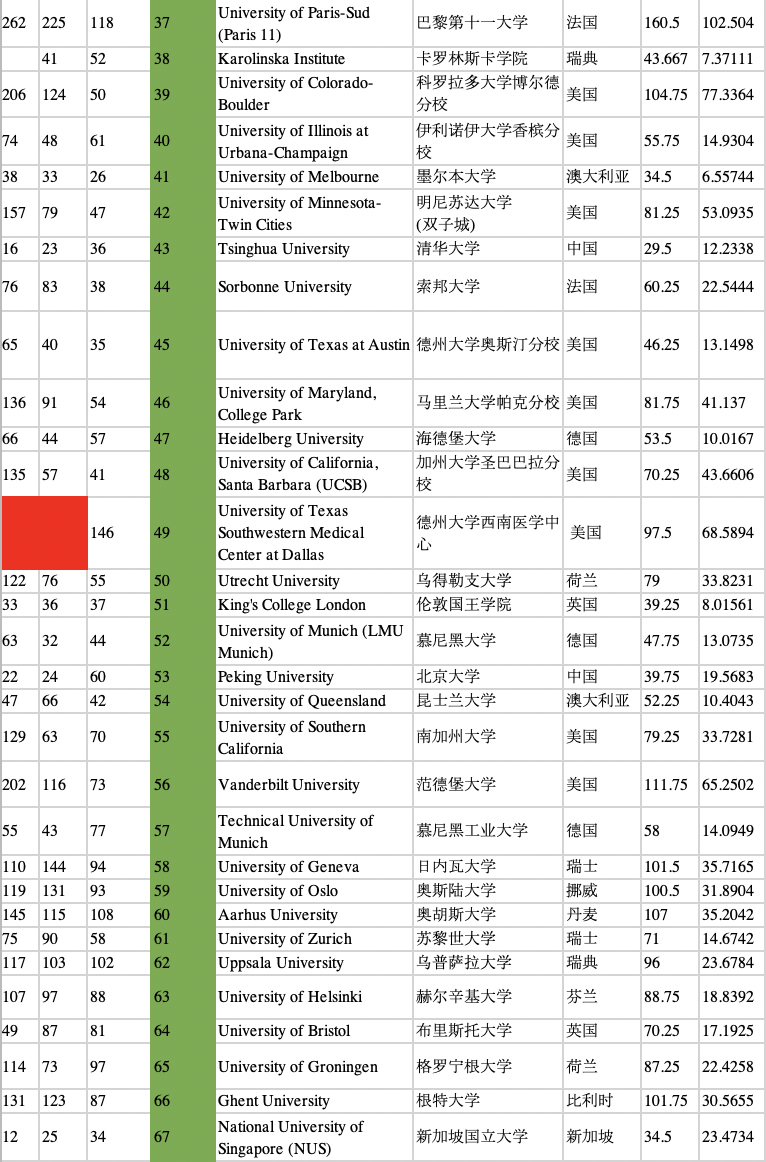 262 225 118 37 University of Paris-Sud (Paris 11) 巴黎第十一大学 法国 160.5 102.504
41 52 38 Karolinska Institute 卡罗林斯卡学院 瑞典 43.667 7.37111
206 124 50 39 University of Colorado-Boulder 科罗拉多大学博尔德分校 美国 104.75 77.3364
74 48 61 40 University of Illinois at Urbana-Champaign 伊利诺伊大学香槟分校 美国 55.75 14.9304
38 33 26 41 University of Melbourne 墨尔本大学 澳大利亚 34.5 6.55744
157 79 47 42 University of Minnesota-Twin Cities 明尼苏达大学(双子城) 美国 81.25 53.0935
16 23 36 43 Tsinghua University 清华大学 中国 29.5 12.2338
76 83 38 44 Sorbonne University 索邦大学 法国 60.25 22.5444
65 40 35 45 University of Texas at Austin 德州大学奥斯汀分校 美国 46.25 13.1498
136 91 54 46 University of Maryland, College Park 马里兰大学帕克分校 美国 81.75 41.137
66 44 57 47 Heidelberg University 海德堡大学 德国 53.5 10.0167
135 57 41 48 University of California, Santa Barbara (UCSB) 加州大学圣巴巴拉分校 美国 70.25 43.6606
146 49 University of Texas Southwestern Medical Center at Dallas 德州大学西南医学中心 美国 97.5 68.5894
122 76 55 50 Utrecht University 乌得勒支大学 荷兰 79 33.8231
33 36 37 51 King's College London 伦敦国王学院 英国 39.25 8.01561
63 32 44 52 University of Munich (LMU Munich) 慕尼黑大学 德国 47.75 13.0735
22 24 60 53 Peking University 北京大学 中国 39.75 19.5683
47 66 42 54 University of Queensland 昆士兰大学 澳大利亚 52.25 10.4043
129 63 70 55 University of Southern California 南加州大学 美国 79.25 33.7281
202 116 73 56 Vanderbilt University 范德堡大学 美国 111.75 65.2502
55 43 77 57 Technical University of Munich 慕尼黑工业大学 德国 58 14.0949
110 144 94 58 University of Geneva 日内瓦大学 瑞士 101.5 35.7165
119 131 93 59 University of Oslo 奥斯陆大学 挪威 100.5 31.8904
145 115 108 60 Aarhus University 奥胡斯大学 丹麦 107 35.2042
75 90 58 61 University of Zurich 苏黎世大学 瑞士 71 14.6742
117 103 102 62 Uppsala University 乌普萨拉大学 瑞典 96 23.6784
107 97 88 63 University of Helsinki 赫尔辛基大学 芬兰 88.75 18.8392
49 87 81 64 University of Bristol 布里斯托大学 英国 70.25 17.1925
114 73 97 65 University of Groningen 格罗宁根大学 荷兰 87.25 22.4258
131 123 87 66 Ghent University 根特大学 比利时 101.75 30.5655
12 25 34 67 National University of Singapore (NUS) 新加坡国立大学 新加坡 34.5 23.4734